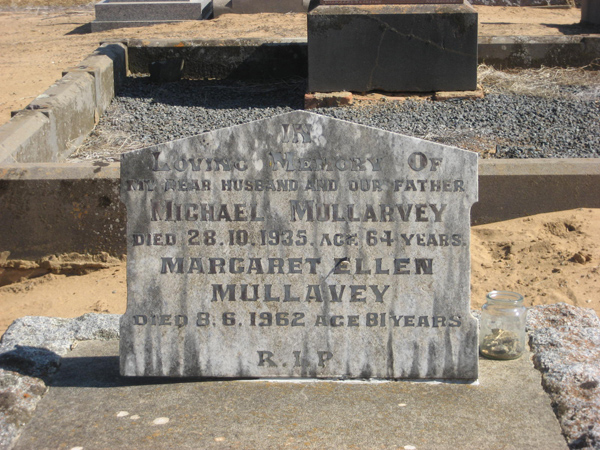 IN
LOVING MEMORY OF
MY DEAR HUSBAND AND OUR FATHER
MICHAEL MULLARVEY
DIED 28.10.1935. AGE 64 YEARS.
MARGARET ELLEN
MULLAVEY
DIED 8.6.1962 AGE 81 YEARS
R.I.P.